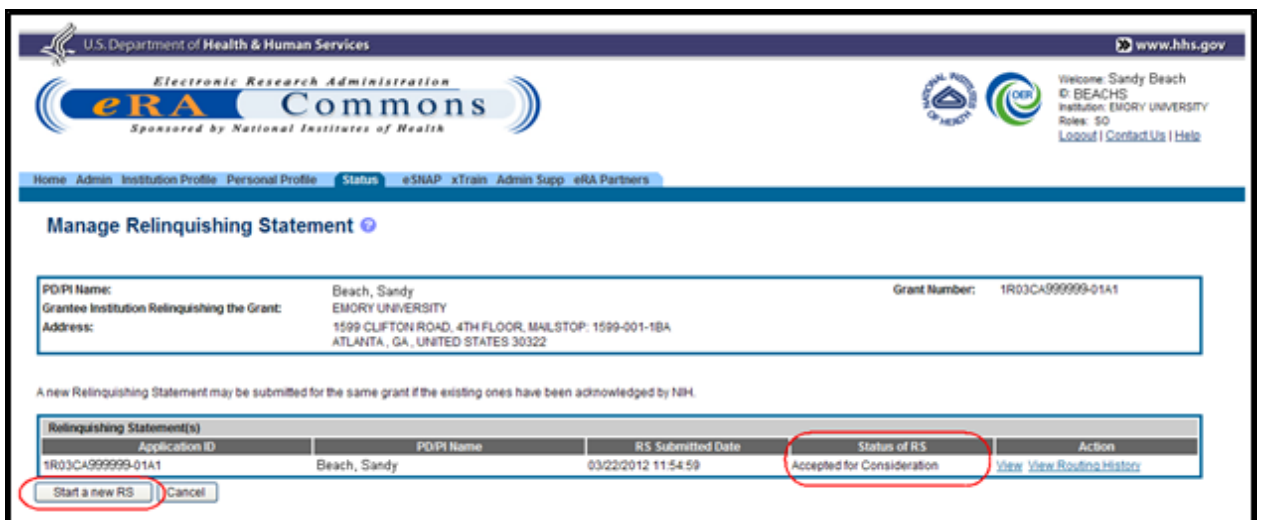 U.S. Department of Health & Human Services
www.hhs.gov
Electronic Research Administration
eRA Commons
Sponsored by National Institutes of Health
NATIONAL INSTITUTES OF HEALTH
OER
Welcome: Sandy Beach
ID: BEACHS
Institution: EMORY UNIVERSITY
Roles: SO
Logout | Contact Us | Help
Home Admin Institution Profile Personal Profile Status eSNAP xTrain Admin Supp eRA Partners
Manage Relinquishing Statement ?
PD/PI Name: Beach, Sandy Grant Number: 1R03CA999999-01A1
Grantee Institution Relinquishing the Grant: EMORY UNIVERSITY
Address: 1599 CLIFTON ROAD, 4TH FLOOR, MAILSTOP: 1599-001-1BA
ATLANTA , GA , UNITED STATES 30322
A new Relinquishing Statement may be submitted for the same grant if the existing ones have been acknowledged by NIH.
Relinquishing Statement(s)
Application ID PD/PI Name RS Submitted Date Status of RS Action
1R03CA999999-01A1 Beach, Sandy 03/22/2012 11:54:59 Accepted for Consideration View View Routing History
Start a new RS Cancel